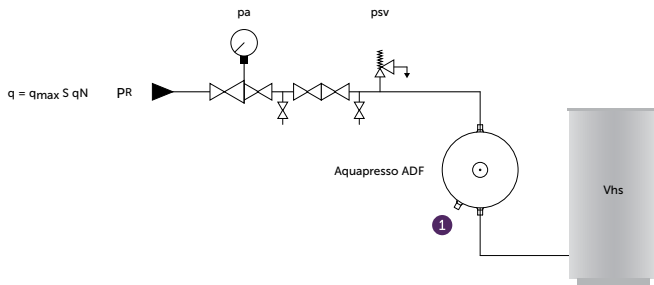 pa
psv
q = qmax S qN
PR
Aquapresso ADF
Vhs
1